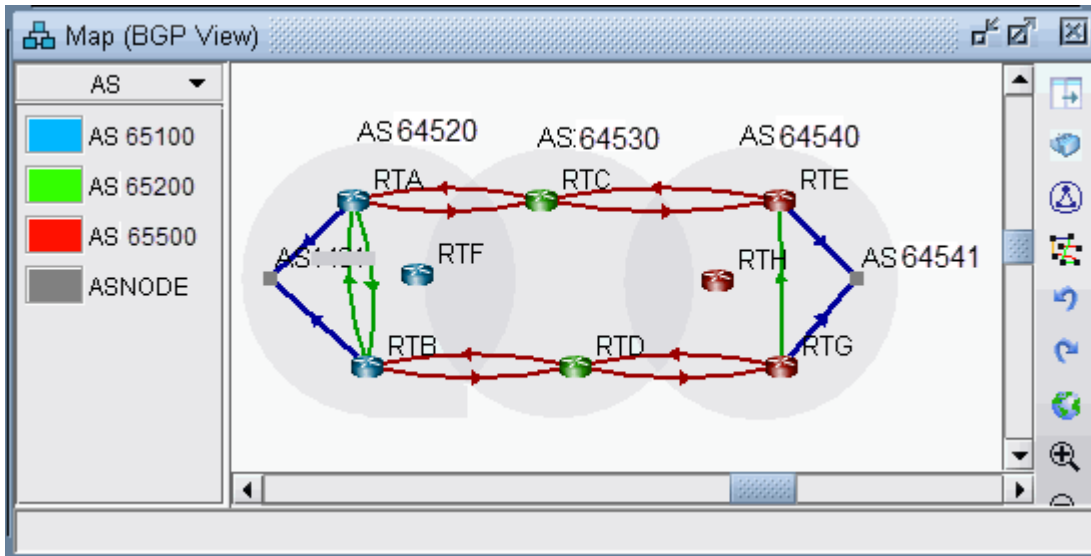 Map (BGP View)
AS
AS 65100
AS 65200
AS 65500
ASNODE
AS 64520
AS 64530
AS 64540
RTA
RTC
RTE
RTF
RTH
AS 64541
RTB
RTD
RTG